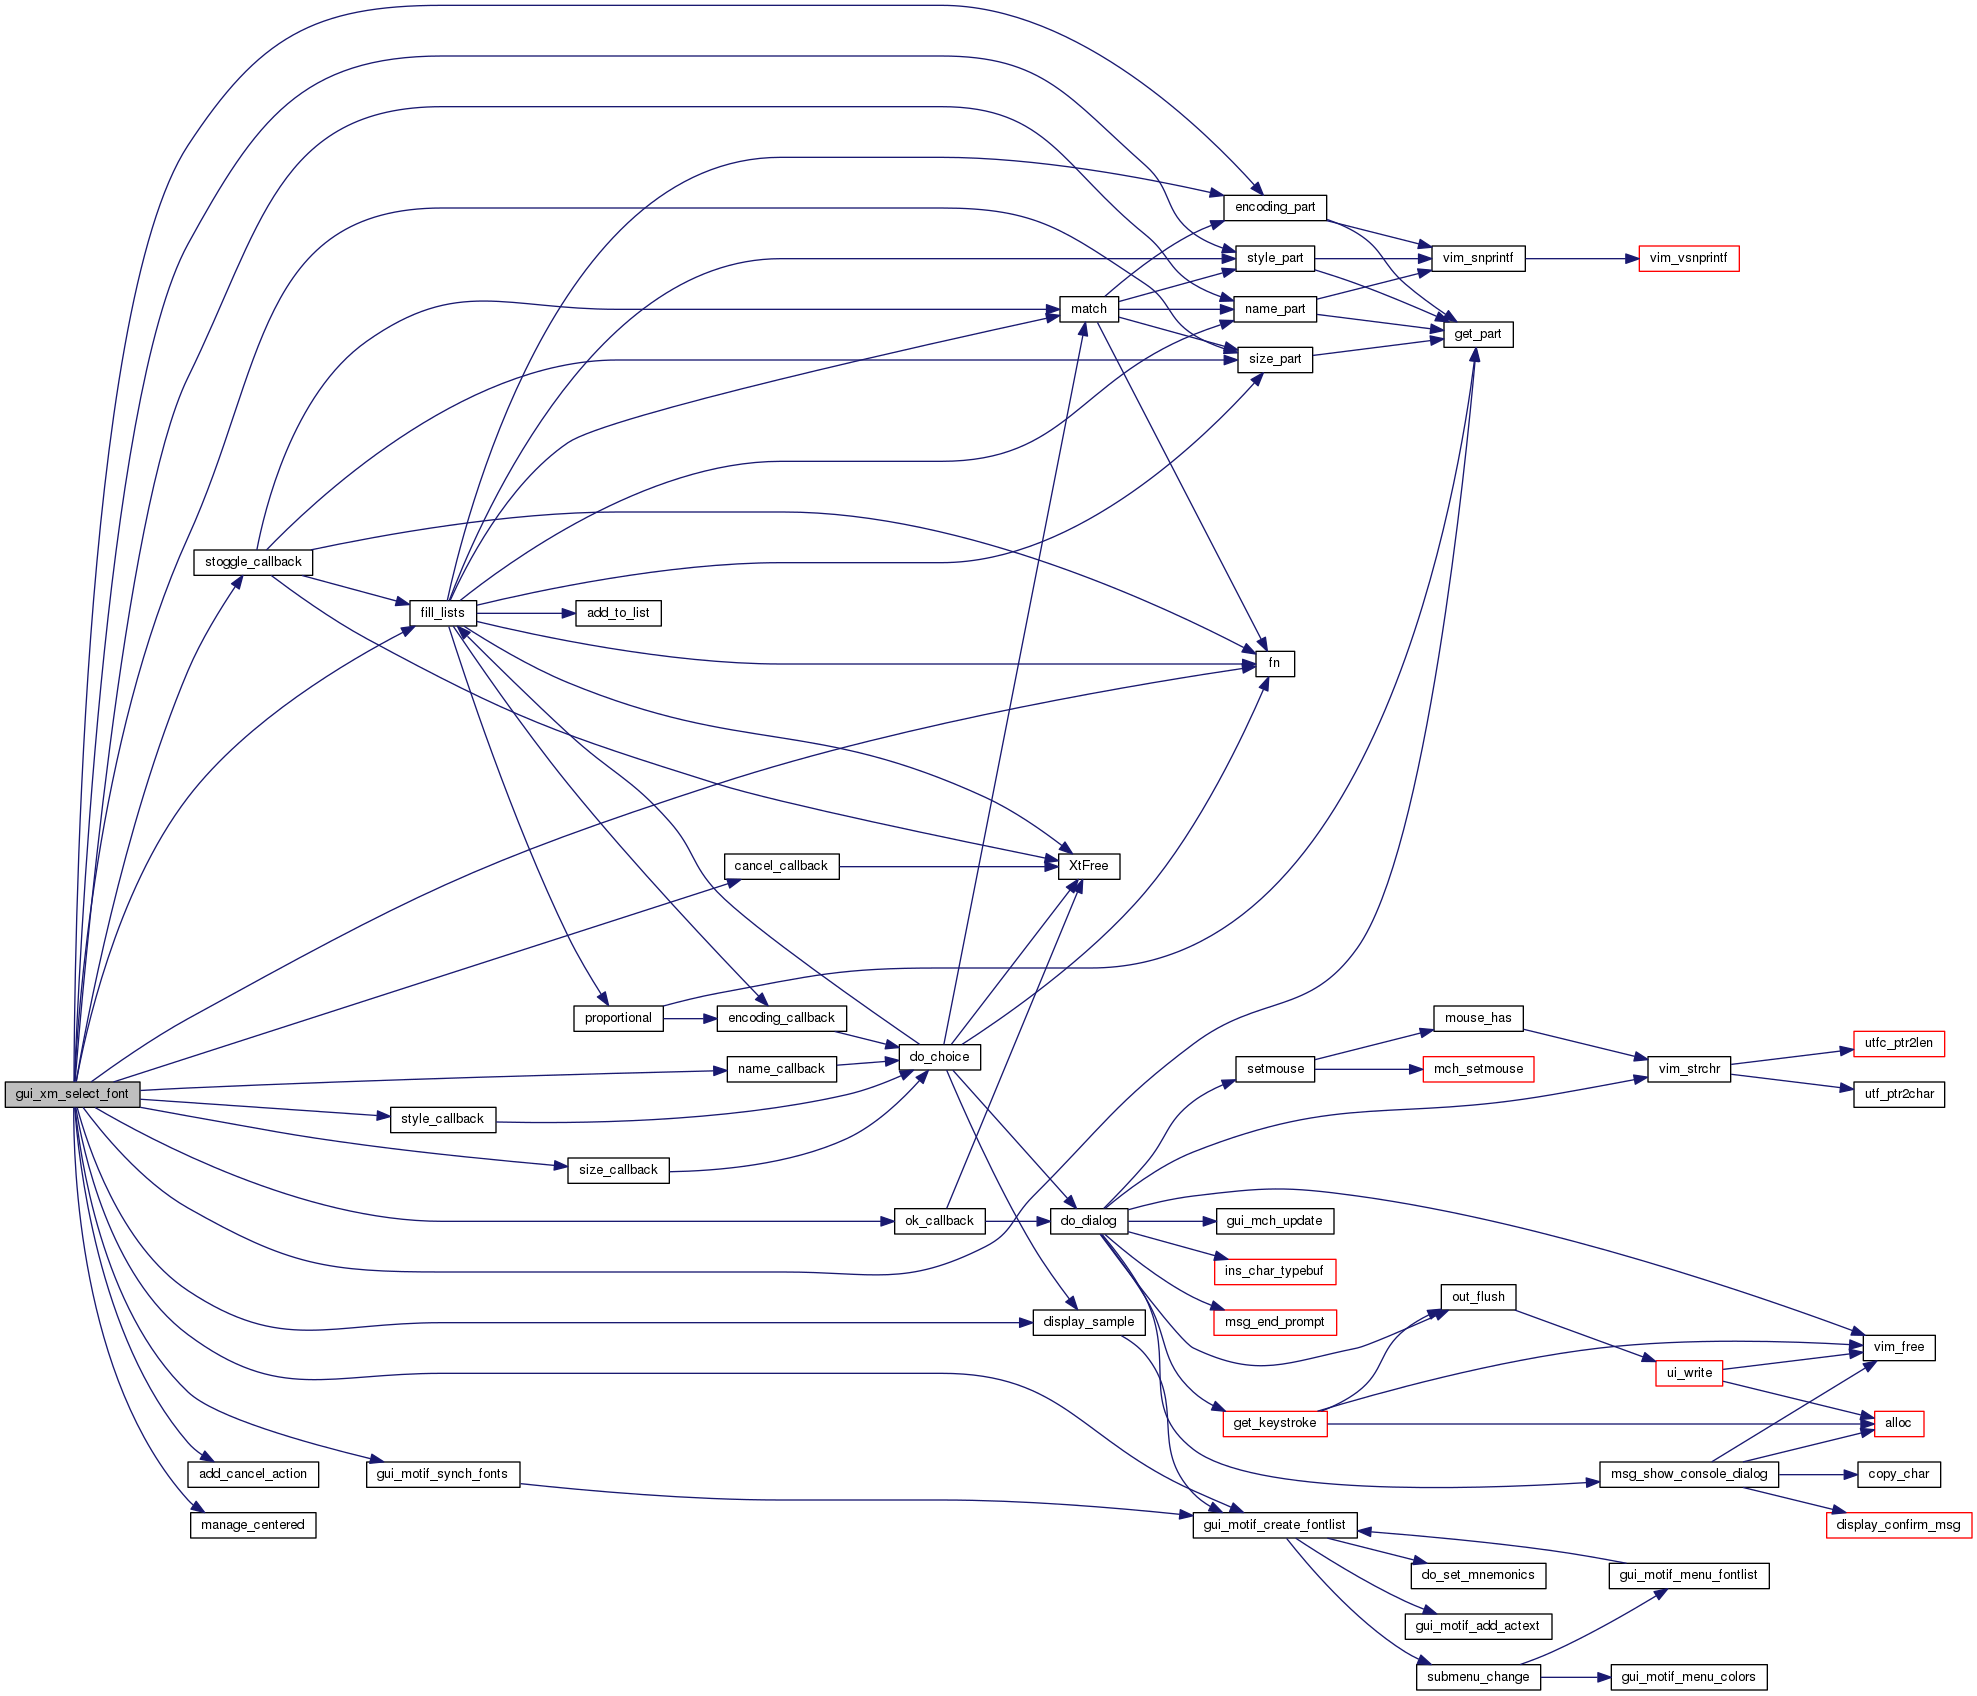 encoding_part
style_part
vim_snprintf
vim_vsnprintf
match
name_part
get_part
size_part
stoggle_callback
fill_lists
add_to_list
fn
cancel_callback
XtFree
proportional
encoding_callback
mouse_has
do_choice
utfc_ptr2len
name_callback
setmouse
mch_setmouse
vim_strchr
gui_xm_select_font
utf_ptr2char
style_callback
size_callback
ok_callback
do_dialog
gui_mch_update
ins_char_typebuf
out_flush
display_sample
msg_end_prompt
vim_free
ui_write
get_keystroke
alloc
add_cancel_action
gui_motif_synch_fonts
msg_show_console_dialog
copy_char
manage_centered
gui_motif_create_fontlist
display_confirm_msg
do_set_mnemonics
gui_motif_menu_fontlist
gui_motif_add_actext
submenu_change
gui_motif_menu_colors